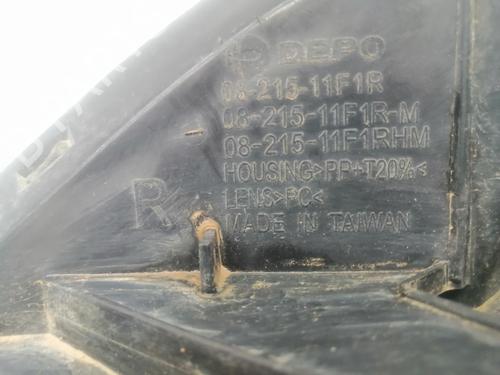 DEPO
08-215-11F1R
08-215-11F1R-M
08-215-11F1RHM
HOUSING>PP+T20%<
LENS>PC<
R
MADE IN TAIWAN